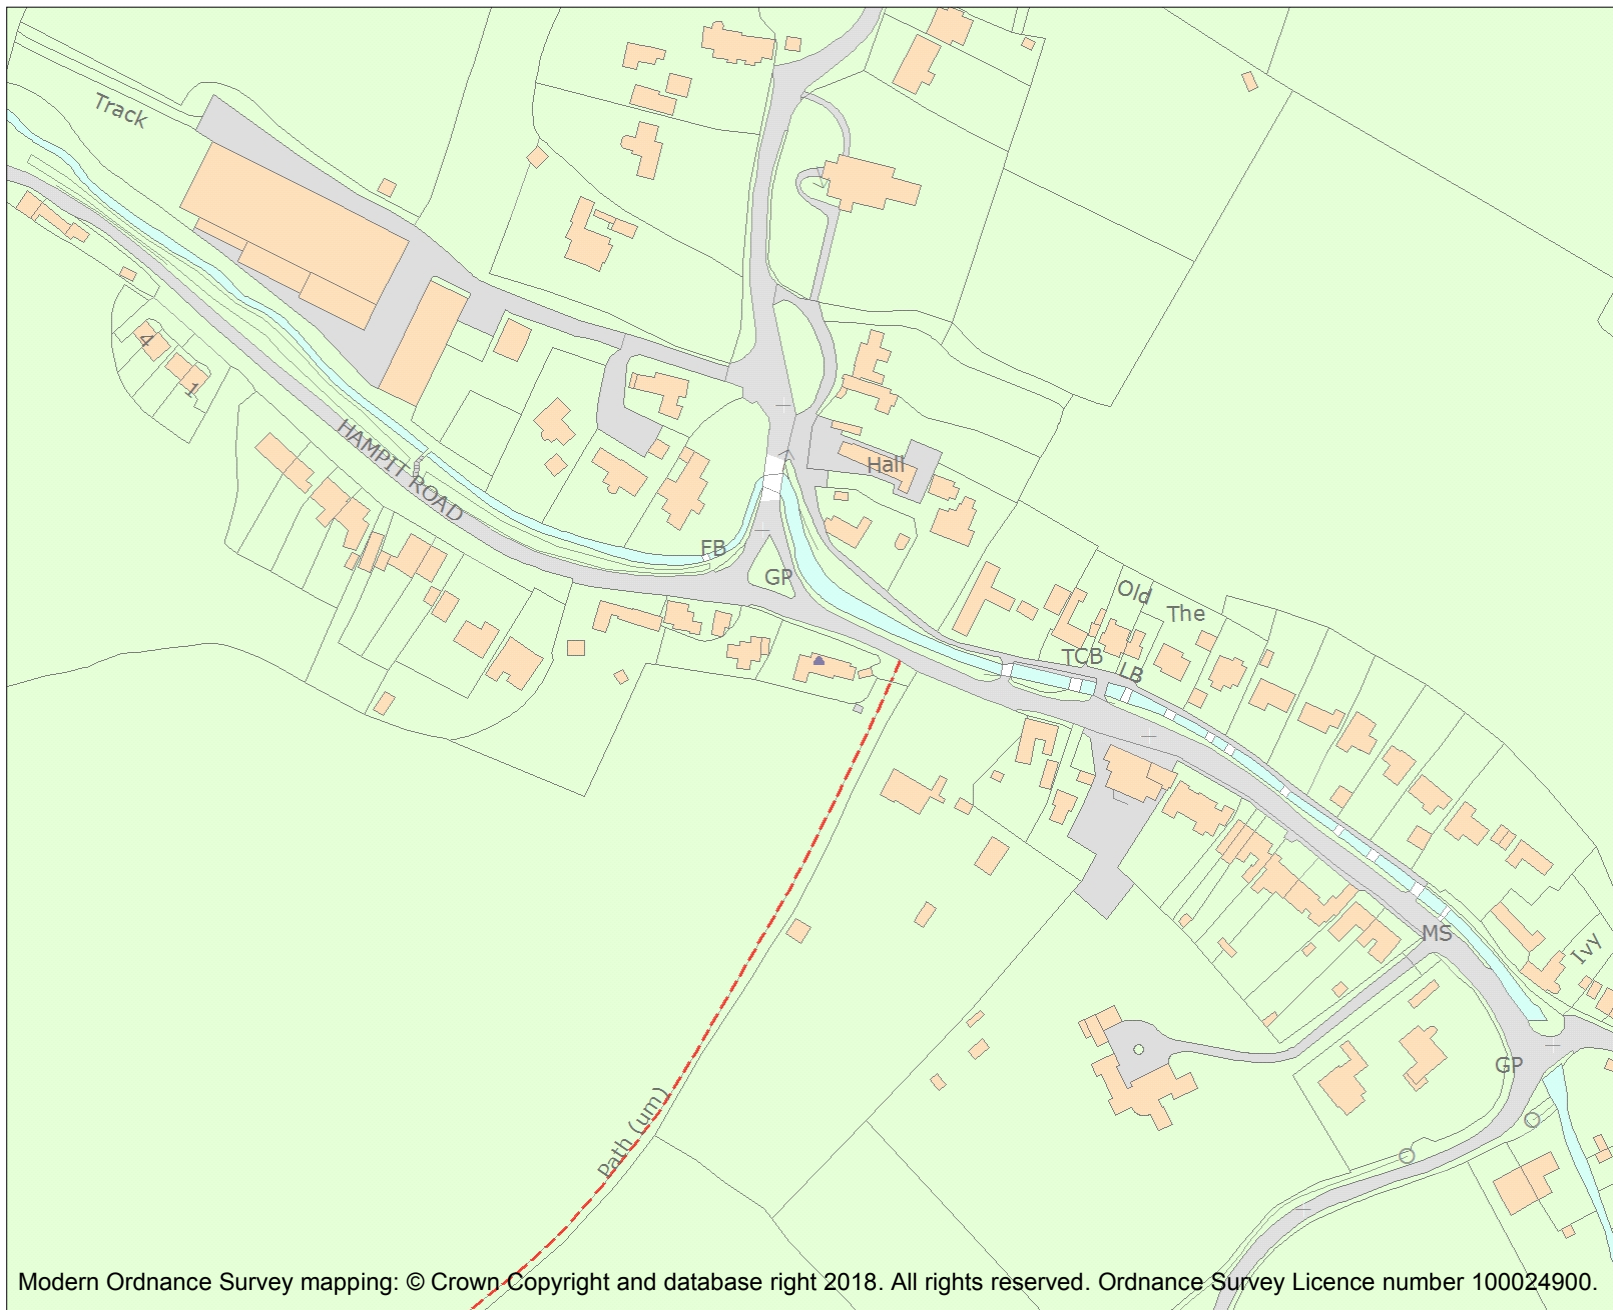 Track
4
1
HAMPIT ROAD
Hall
FB
GP
Old
The
TCB
LB
MS
Ivy
GP
Path (um)
Modern Ordnance Survey mapping: © Crown Copyright and database right 2018. All rights reserved. Ordnance Survey Licence number 100024900.